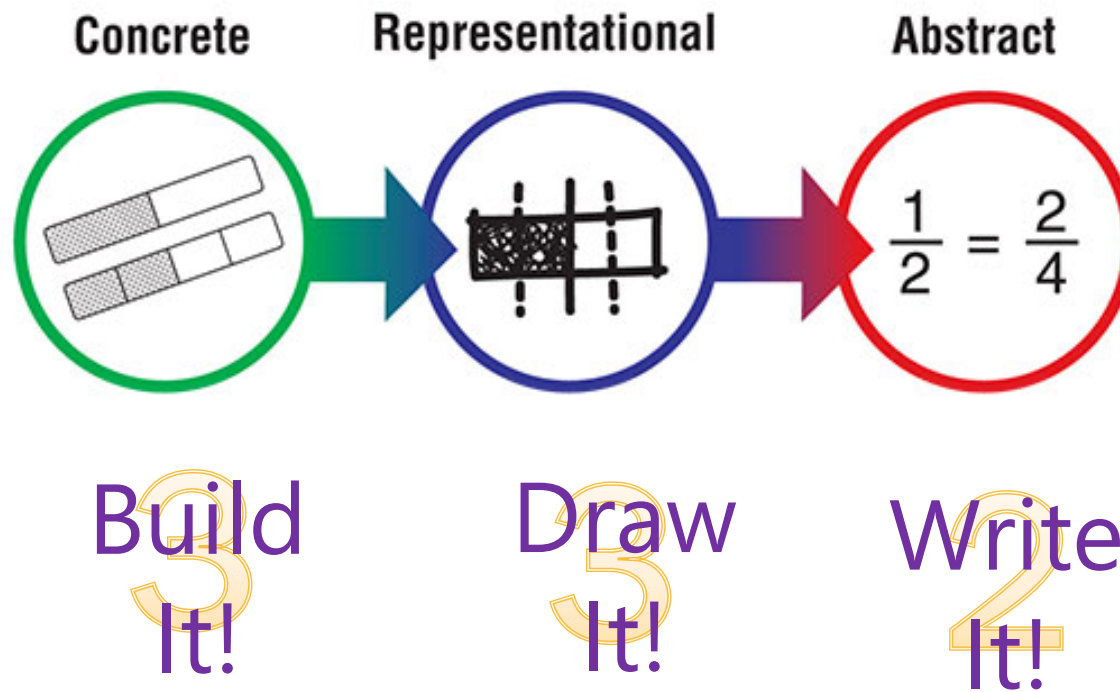 Concrete Representational Abstract
1/2 = 2/4
3 3 2
Build Draw Write
It! It! It!